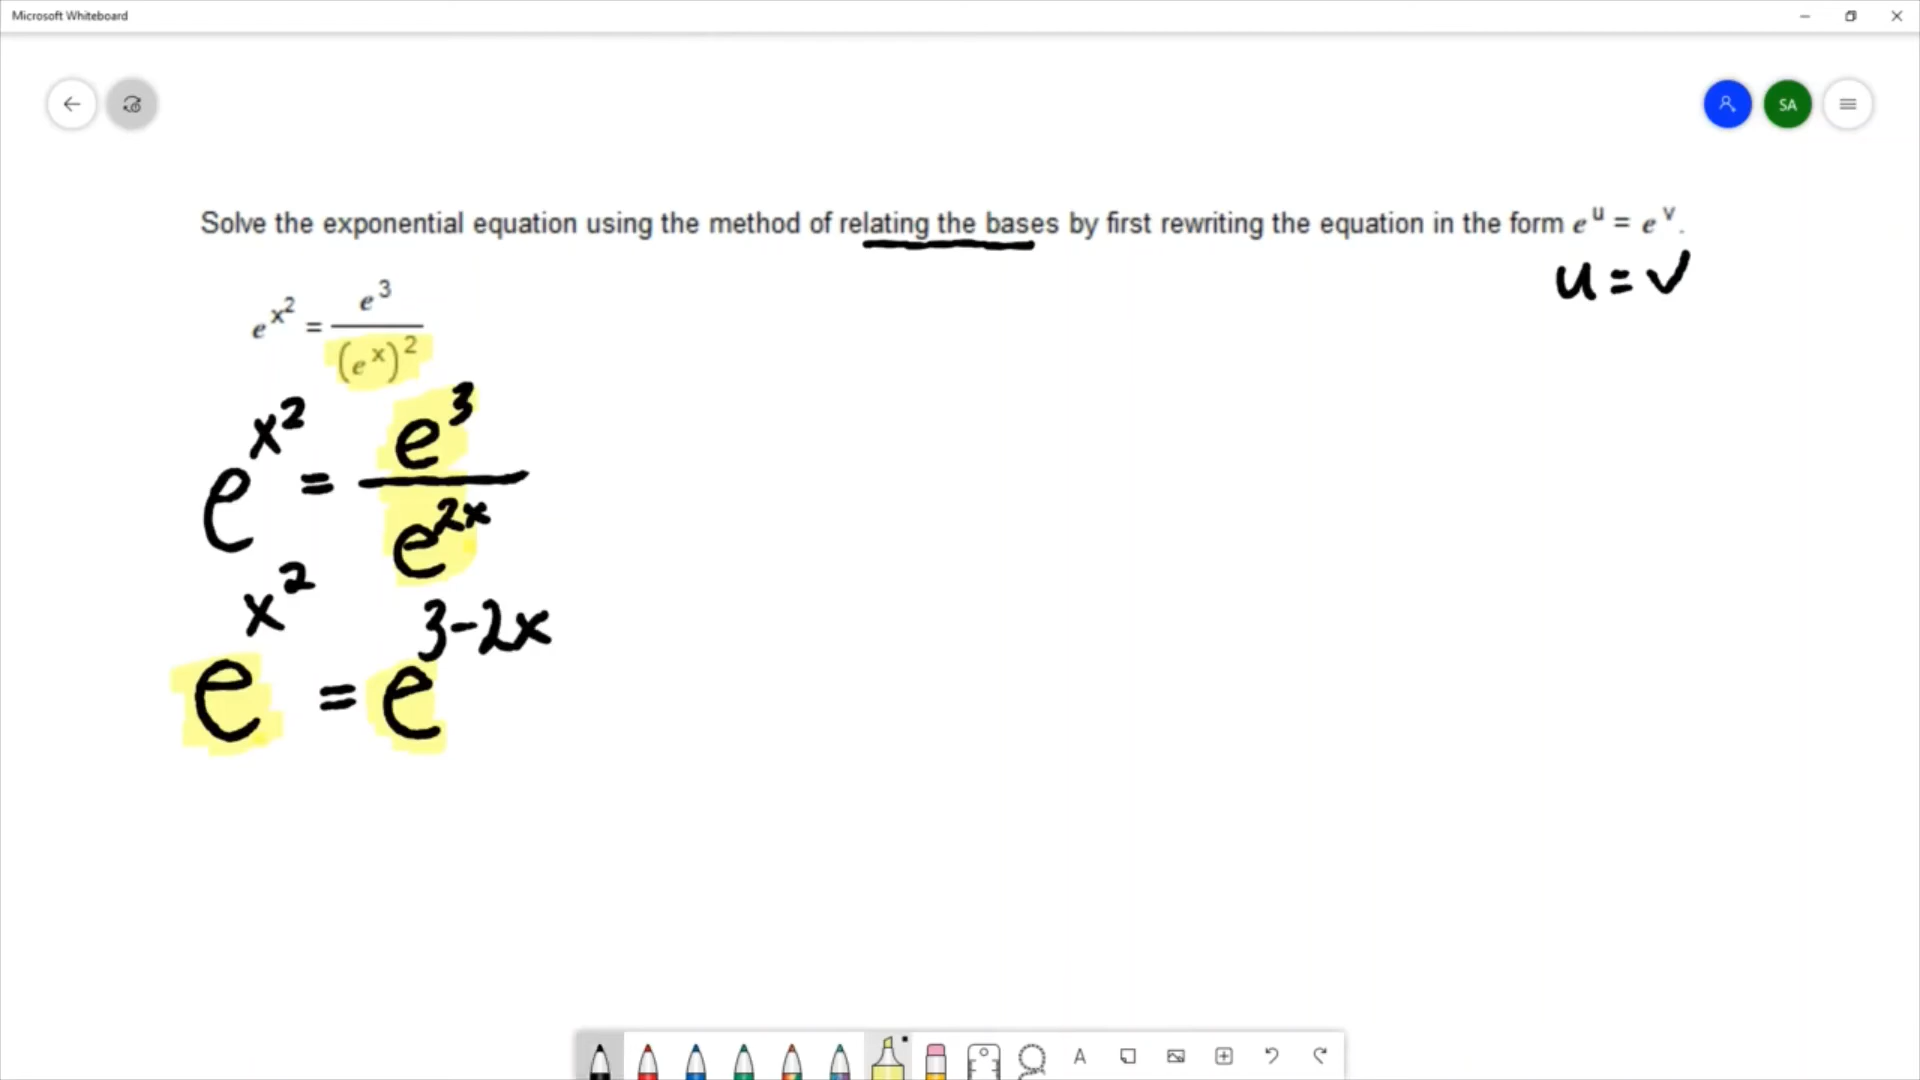 Microsoft Whiteboard
SA
Solve the exponential equation using the method of relating the bases by first rewriting the equation in the form e^u = e^v.
u = v
e^x^2 = e^3 / (e^x)^2
e^x^2 = e^3 / e^2x
e^x^2 = e^3-2x
A